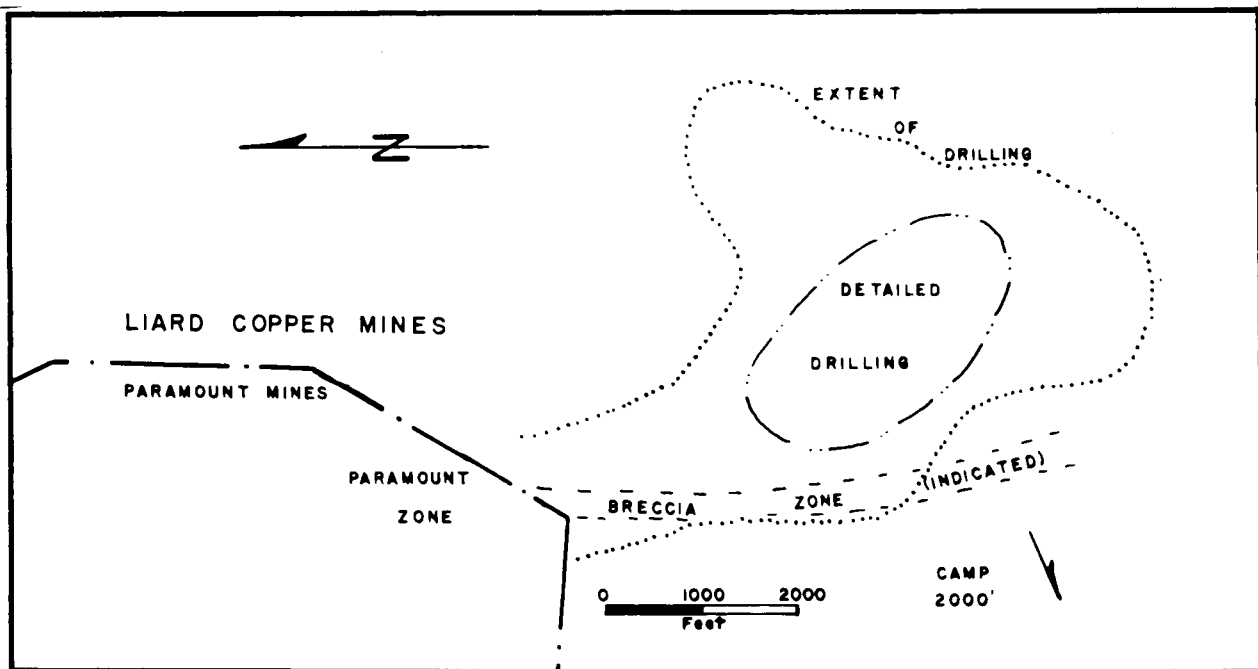 EXTENT
OF
DRILLING
N
DETAILED
DRILLING
LIARD COPPER MINES
PARAMOUNT MINES
PARAMOUNT
ZONE
BRECCIA ZONE (INDICATED)
CAMP
2000'
0 1000 2000
Feet